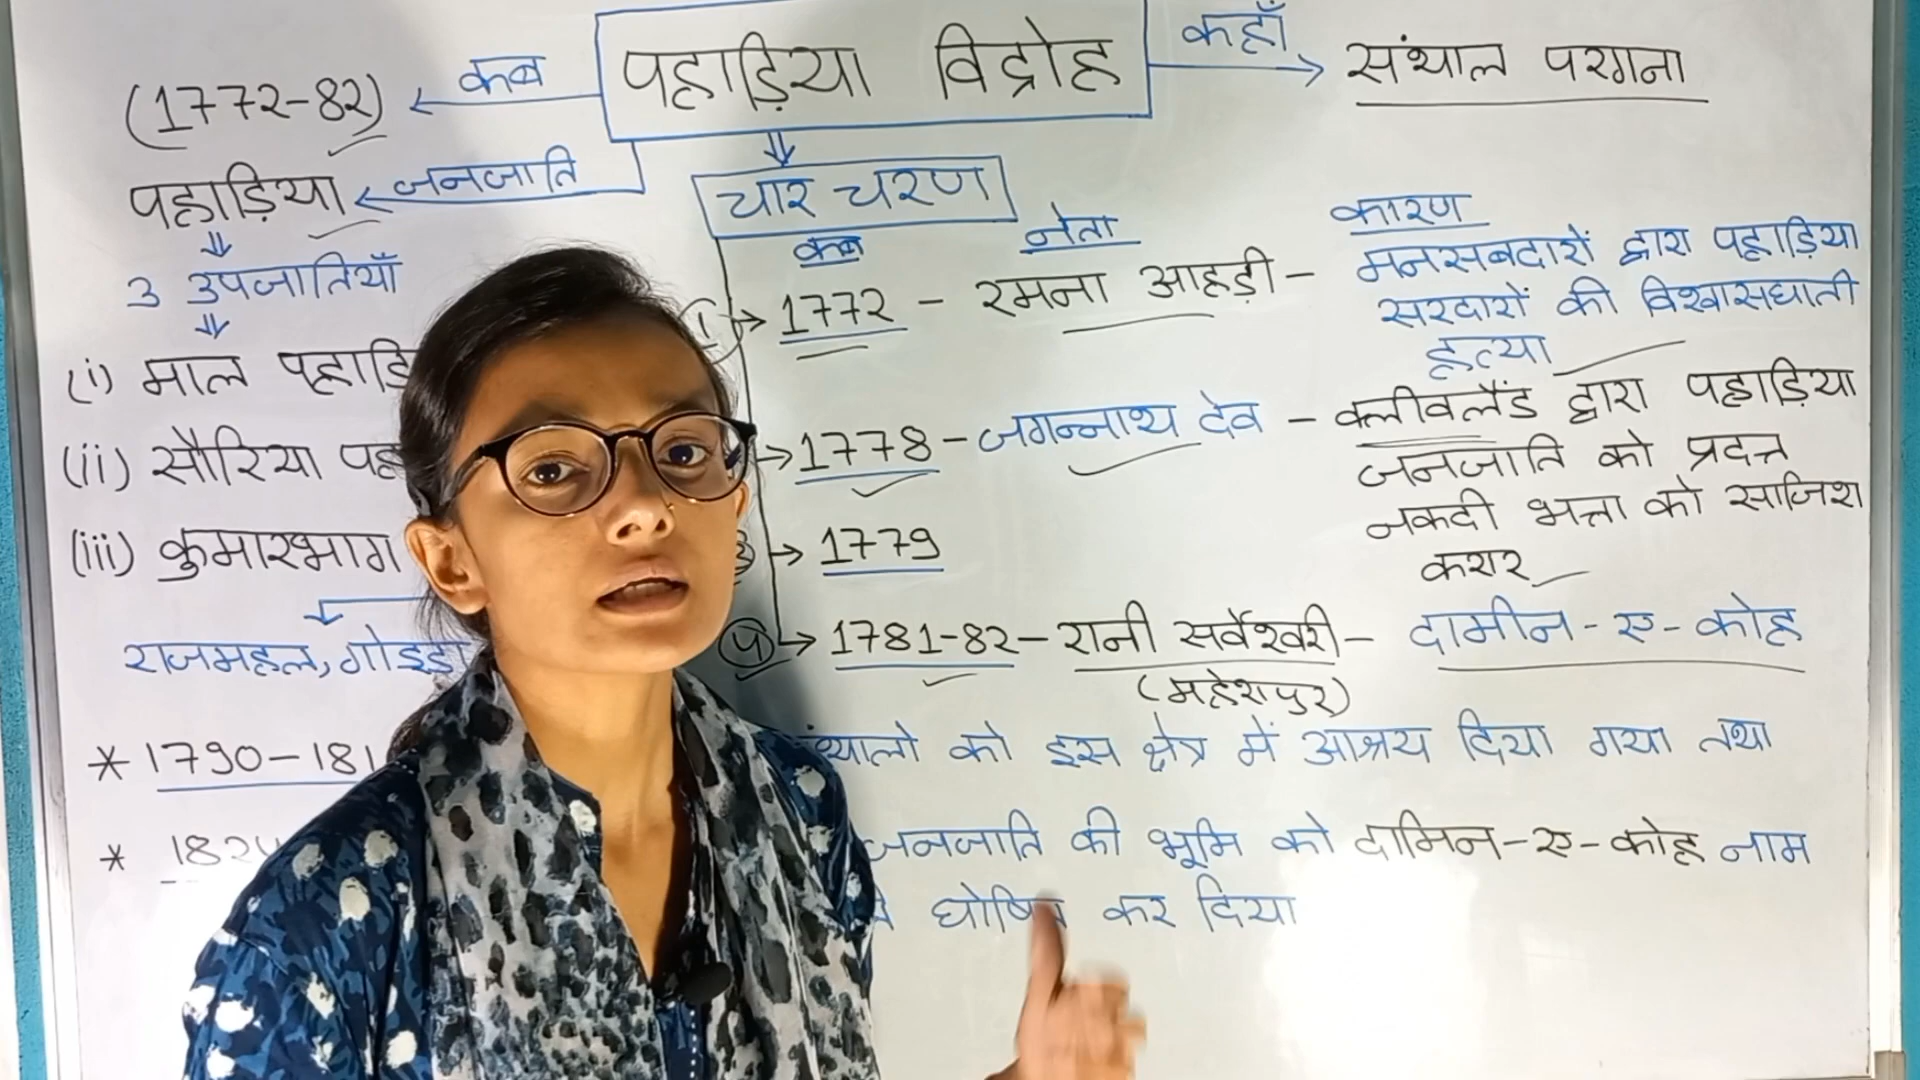 पहाड़िया विद्रोह
कब
(1772-82)
कहाँ
संथाल परगना
जनजाति
पहाड़िया
3 उपजातियाँ
(i) माल
(ii) सौरिया
(iii) कुमारभाग
राजमहल,
चार चरण
कब
नेता
कारण
1772 - रमना आहड़ी - मनसबदारों द्वारा पहाड़िया
सरदारों की विश्वासघाती
हत्या
1778 - जगन्नाथ देव - क्लीवलैंड द्वारा पहाड़िया
जनजाति को प्रदत्त
नकदी भत्ता को साजिश
करार
1779
4 1781-82 - रानी सर्वेश्वरी - दामीन-ए-कोह
(महेशपुर)
* 1790-181
को इस क्षेत्र में आश्रय दिया गया तथा
*
जनजाति की भूमि को दामिन-ए-कोह नाम
कर दिया